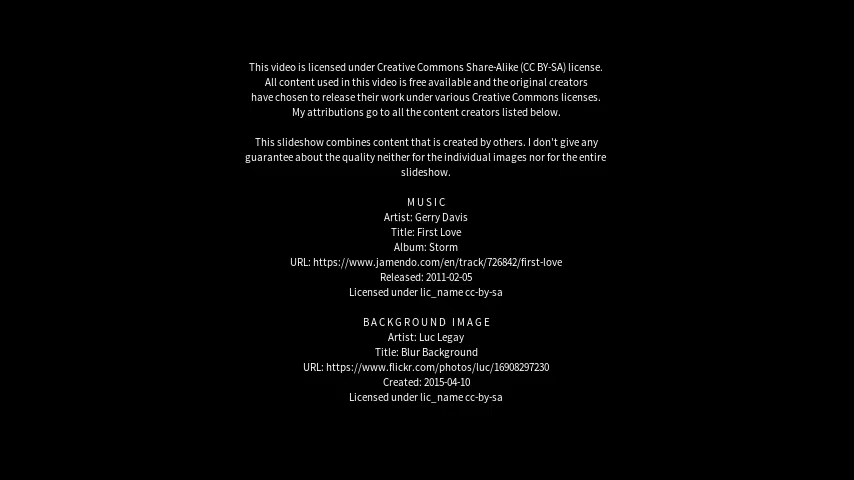 This video is licensed under Creative Commons Share-Alike (CC BY-SA) license.
All content used in this video is free available and the original creators
have chosen to release their work under various Creative Commons licenses.
My attributions go to all the content creators listed below.
This slideshow combines content that is created by others. I don't give any
guarantee about the quality neither for the individual images nor for the entire
slideshow.
MUSIC
Artist: Gerry Davis
Title: First Love
Album: Storm
URL: https://www.jamendo.com/en/track/726842/first-love
Released: 2011-02-05
Licensed under lic_name cc-by-sa
BACKGROUND IMAGE
Artist: Luc Legay
Title: Blur Background
URL: https://www.flickr.com/photos/luc/16908297230
Created: 2015-04-10
Licensed under lic_name cc-by-sa